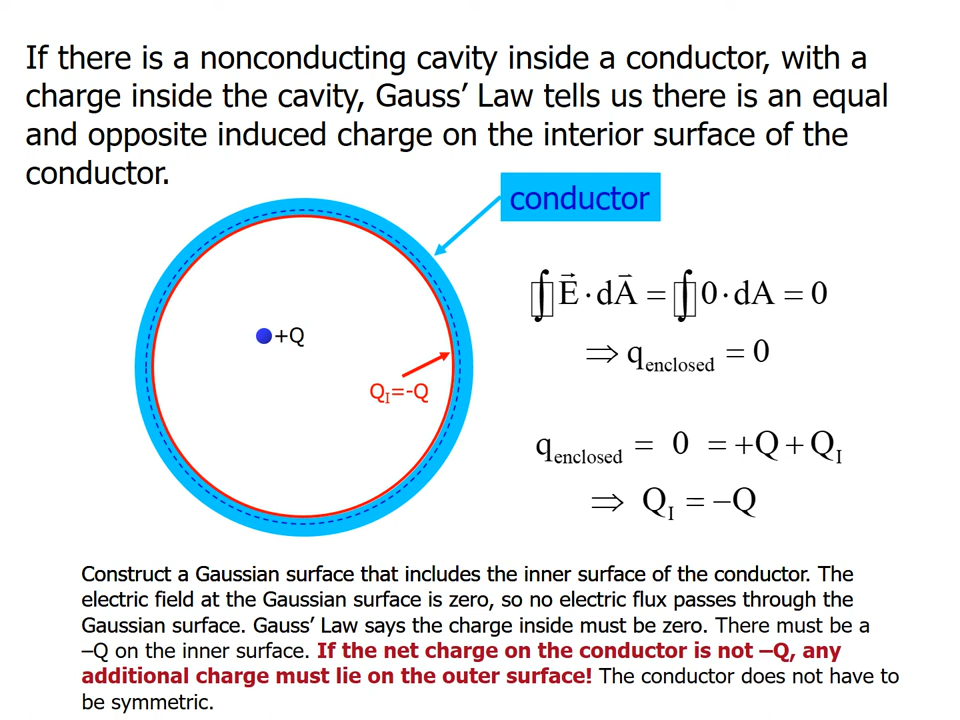 If there is a nonconducting cavity inside a conductor, with a
charge inside the cavity, Gauss’ Law tells us there is an equal
and opposite induced charge on the interior surface of the
conductor.
conductor
∮E⃗ · dA⃗ = ∮0 · dA = 0
⇒ q_enclosed = 0
+Q
Q_I=-Q
q_enclosed = 0 = +Q + Q_I
⇒ Q_I = −Q
Construct a Gaussian surface that includes the inner surface of the conductor. The
electric field at the Gaussian surface is zero, so no electric flux passes through the
Gaussian surface. Gauss’ Law says the charge inside must be zero. There must be a
–Q on the inner surface. If the net charge on the conductor is not –Q, any
additional charge must lie on the outer surface! The conductor does not have to
be symmetric.